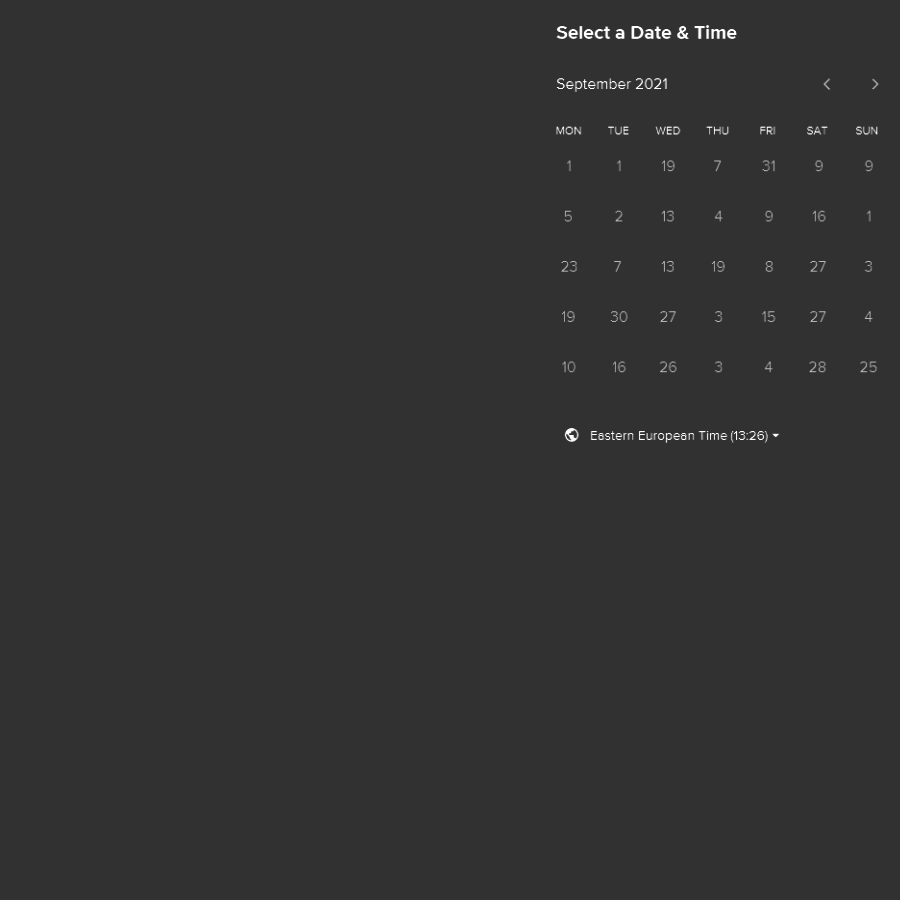 Select a Date & Time
September 2021
MON TUE WED THU FRI SAT SUN
1 1 19 7 31 9 9
5 2 13 4 9 16 1
23 7 13 19 8 27 3
19 30 27 3 15 27 4
10 16 26 3 4 28 25
Eastern European Time (13:26)